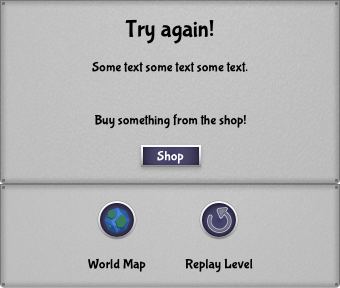 Try again!
Some text some text some text.
Buy something from the shop!
Shop
World Map
Replay Level